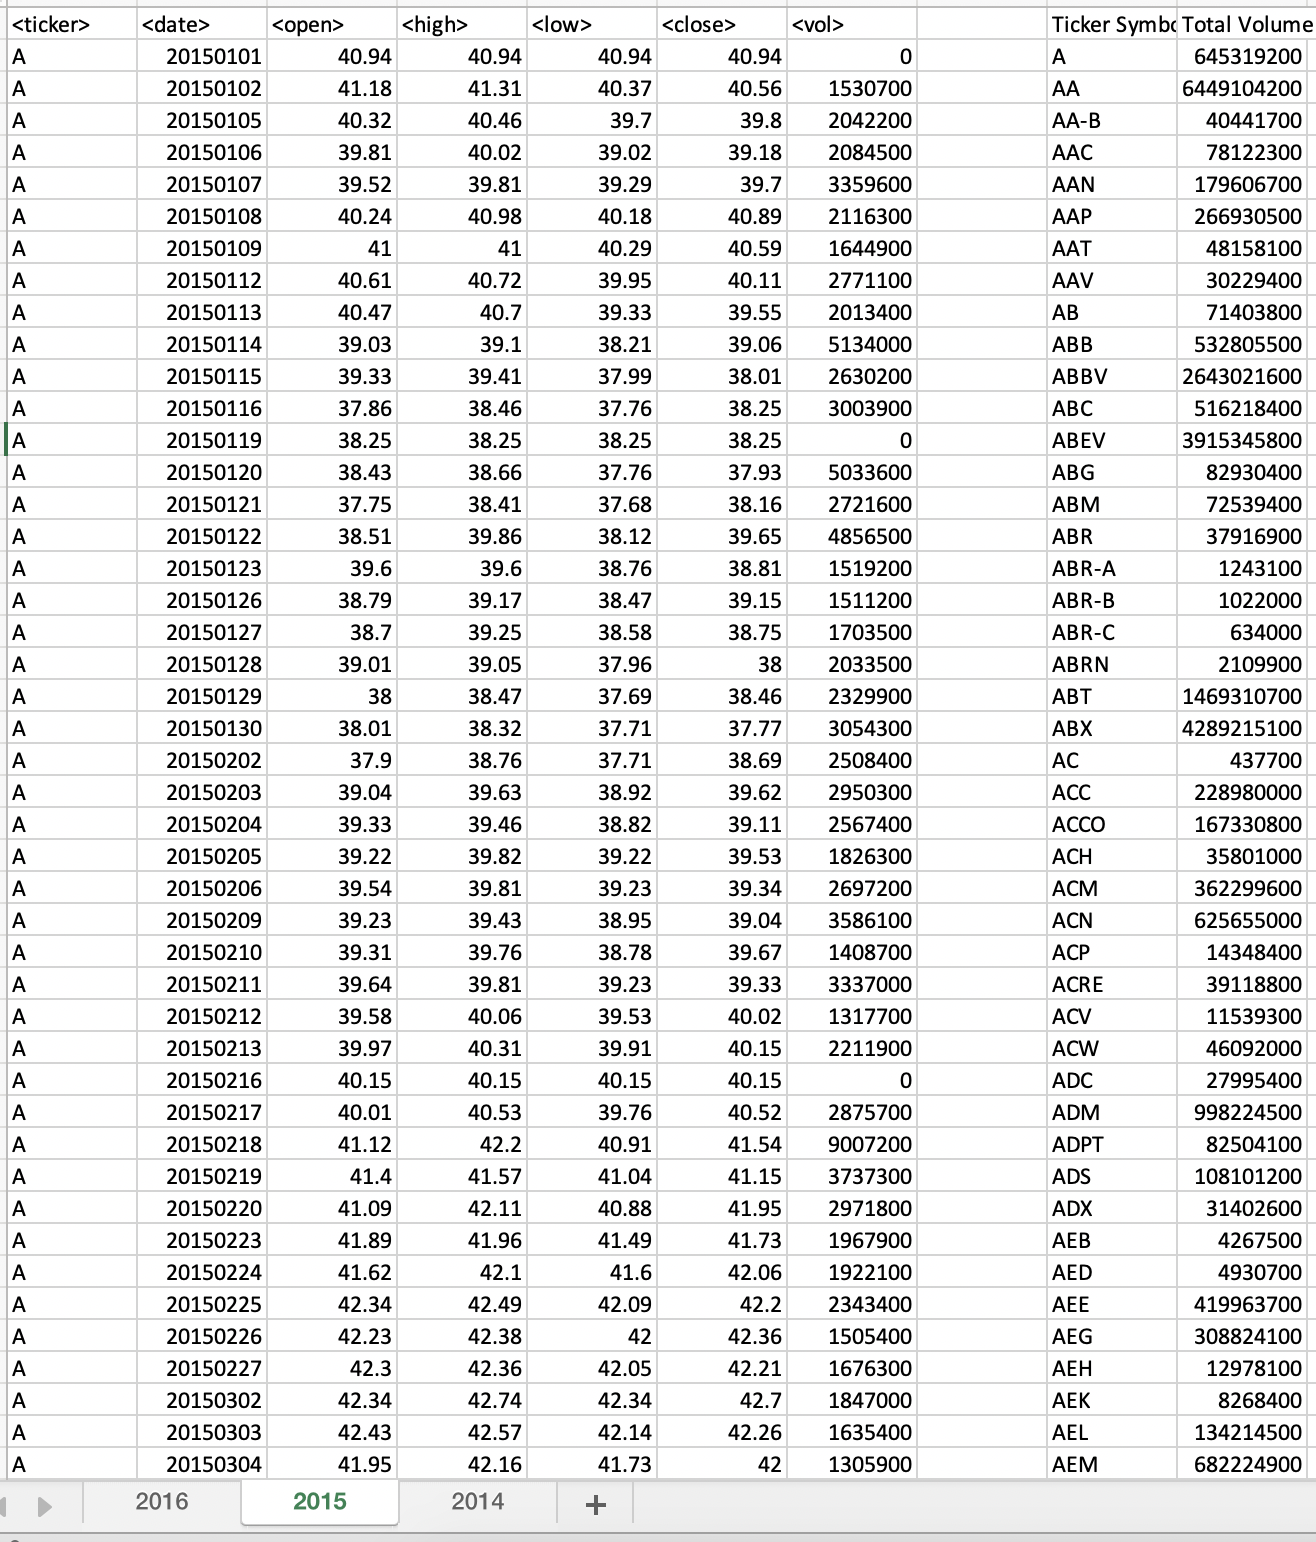 <ticker> <date> <open> <high> <low> <close> <vol> Ticker Symbo Total Volume
A 20150101 40.94 40.94 40.94 40.94 0 A 645319200
A 20150102 41.18 41.31 40.37 40.56 1530700 AA 6449104200
A 20150105 40.32 40.46 39.7 39.8 2042200 AA-B 40441700
A 20150106 39.81 40.02 39.02 39.18 2084500 AAC 78122300
A 20150107 39.52 39.81 39.29 39.7 3359600 AAN 179606700
A 20150108 40.24 40.98 40.18 40.89 2116300 AAP 266930500
A 20150109 41 41 40.29 40.59 1644900 AAT 48158100
A 20150112 40.61 40.72 39.95 40.11 2771100 AAV 30229400
A 20150113 40.47 40.7 39.33 39.55 2013400 AB 71403800
A 20150114 39.03 39.1 38.21 39.06 5134000 ABB 532805500
A 20150115 39.33 39.41 37.99 38.01 2630200 ABBV 2643021600
A 20150116 37.86 38.46 37.76 38.25 3003900 ABC 516218400
A 20150119 38.25 38.25 38.25 38.25 0 ABEV 3915345800
A 20150120 38.43 38.66 37.76 37.93 5033600 ABG 82930400
A 20150121 37.75 38.41 37.68 38.16 2721600 ABM 72539400
A 20150122 38.51 39.86 38.12 39.65 4856500 ABR 37916900
A 20150123 39.6 39.6 38.76 38.81 1519200 ABR-A 1243100
A 20150126 38.79 39.17 38.47 39.15 1511200 ABR-B 1022000
A 20150127 38.7 39.25 38.58 38.75 1703500 ABR-C 634000
A 20150128 39.01 39.05 37.96 38 2033500 ABRN 2109900
A 20150129 38 38.47 37.69 38.46 2329900 ABT 1469310700
A 20150130 38.01 38.32 37.71 37.77 3054300 ABX 4289215100
A 20150202 37.9 38.76 37.71 38.69 2508400 AC 437700
A 20150203 39.04 39.63 38.92 39.62 2950300 ACC 228980000
A 20150204 39.33 39.46 38.82 39.11 2567400 ACCO 167330800
A 20150205 39.22 39.82 39.22 39.53 1826300 ACH 35801000
A 20150206 39.54 39.81 39.23 39.34 2697200 ACM 362299600
A 20150209 39.23 39.43 38.95 39.04 3586100 ACN 625655000
A 20150210 39.31 39.76 38.78 39.67 1408700 ACP 14348400
A 20150211 39.64 39.81 39.23 39.33 3337000 ACRE 39118800
A 20150212 39.58 40.06 39.53 40.02 1317700 ACV 11539300
A 20150213 39.97 40.31 39.91 40.15 2211900 ACW 46092000
A 20150216 40.15 40.15 40.15 40.15 0 ADC 27995400
A 20150217 40.01 40.53 39.76 40.52 2875700 ADM 998224500
A 20150218 41.12 42.2 40.91 41.54 9007200 ADPT 82504100
A 20150219 41.4 41.57 41.04 41.15 3737300 ADS 108101200
A 20150220 41.09 42.11 40.88 41.95 2971800 ADX 31402600
A 20150223 41.89 41.96 41.49 41.73 1967900 AEB 4267500
A 20150224 41.62 42.1 41.6 42.06 1922100 AED 4930700
A 20150225 42.34 42.49 42.09 42.2 2343400 AEE 419963700
A 20150226 42.23 42.38 42 42.36 1505400 AEG 308824100
A 20150227 42.3 42.36 42.05 42.21 1676300 AEH 12978100
A 20150302 42.34 42.74 42.34 42.7 1847000 AEK 8268400
A 20150303 42.43 42.57 42.14 42.26 1635400 AEL 134214500
A 20150304 41.95 42.16 41.73 42 1305900 AEM 682224900
2016 2015 2014 +